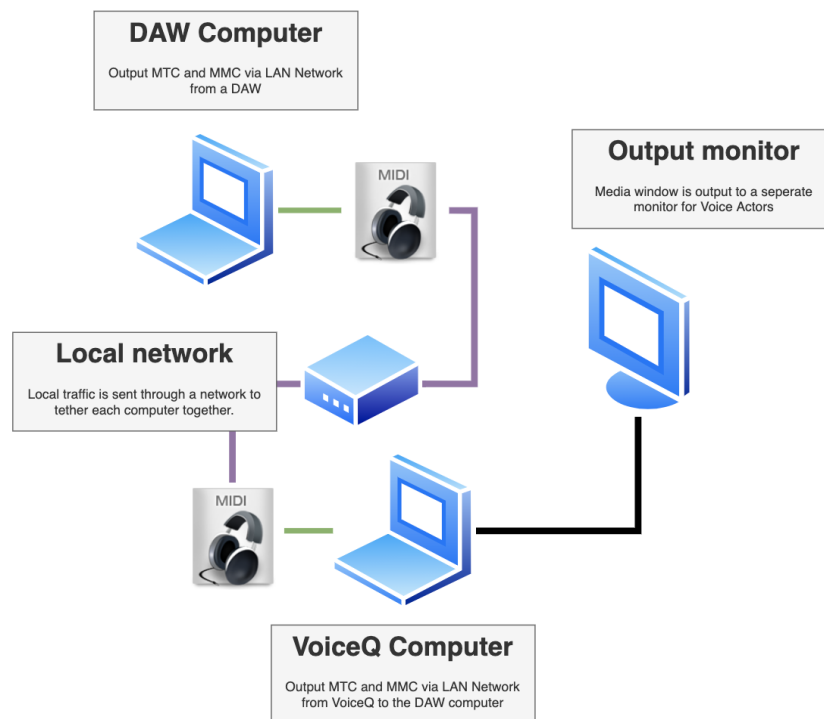 DAW Computer
Output MTC and MMC via LAN Network
from a DAW
MIDI
Output monitor
Media window is output to a seperate
monitor for Voice Actors
Local network
Local traffic is sent through a network to
tether each computer together.
MIDI
VoiceQ Computer
Output MTC and MMC via LAN Network
from VoiceQ to the DAW computer